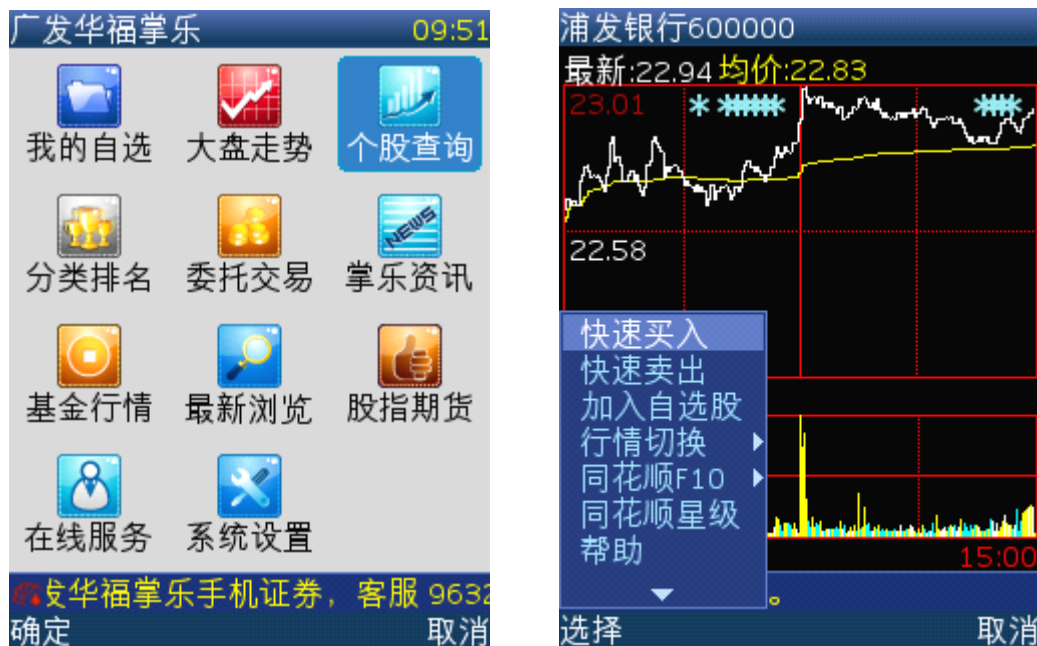 广发华福掌乐 09:51
我的自选 大盘走势 个股查询
NEWS
分类排名 委托交易 掌乐资讯
基金行情 最新浏览 股指期货
在线服务 系统设置
发华福掌乐手机证券，客服 9632
确定 取消
浦发银行600000
最新:22.94 均价:22.83
23.01
22.58
快速买入
快速卖出
加入自选股
行情切换
同花顺F10
同花顺星级
帮助
15:00
。
选择 取消